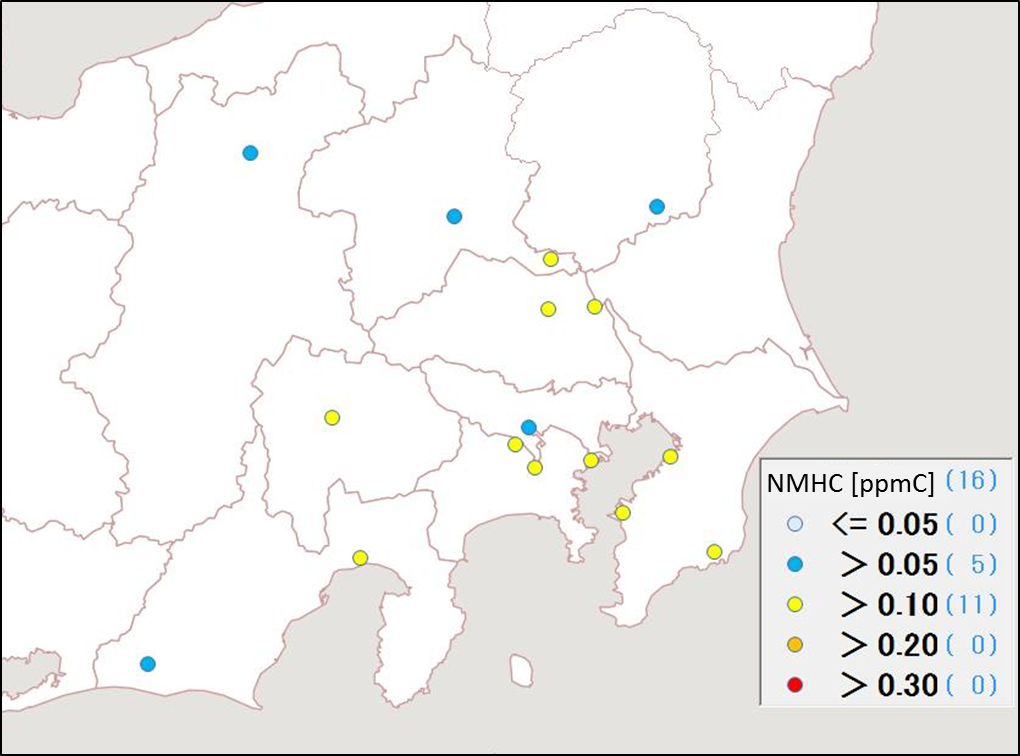 NMHC [ppmC] (16)
<= 0.05 ( 0)
> 0.05 ( 5)
> 0.10 (11)
> 0.20 ( 0)
> 0.30 ( 0)